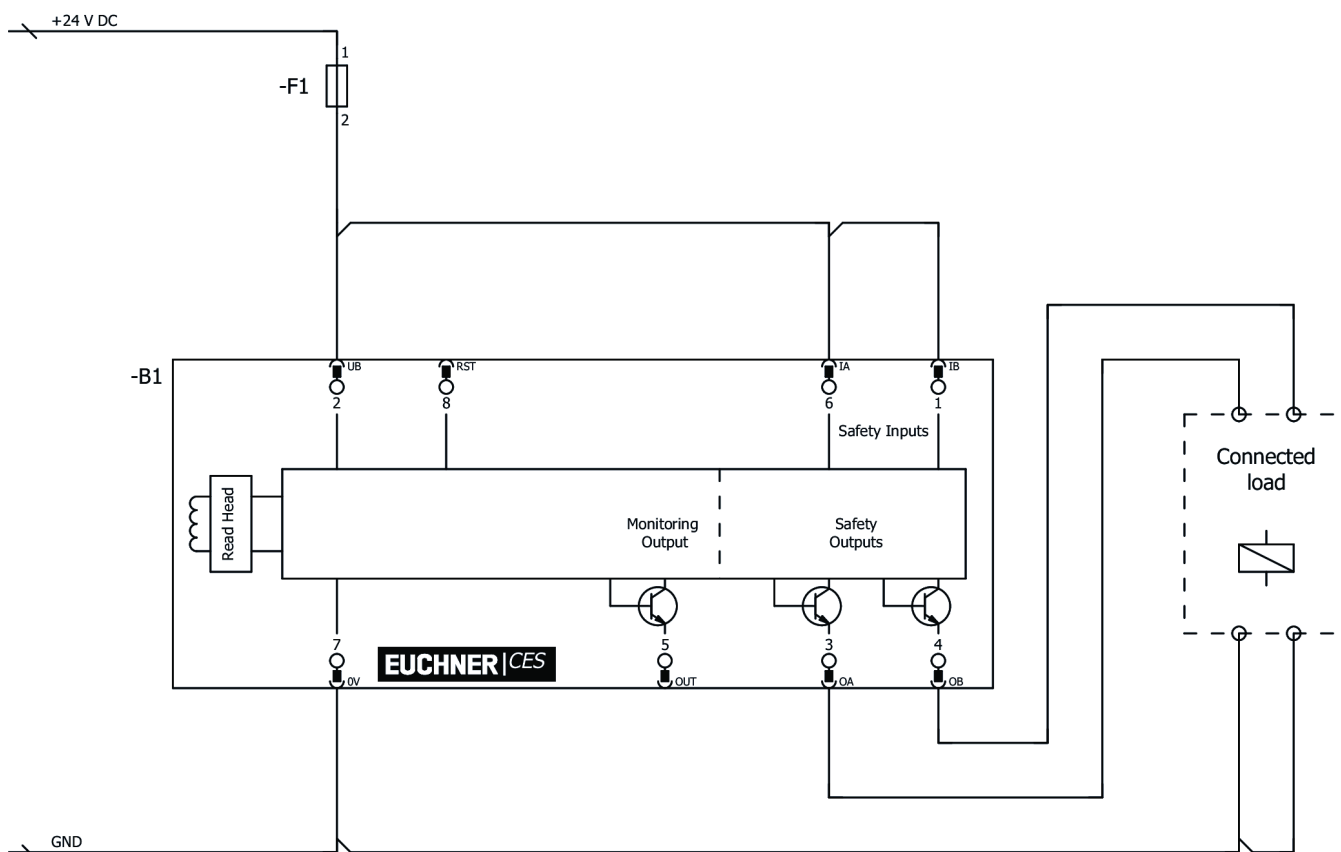 +24 V DC
1
-F1
2
-B1
UB
RST
IA
IB
2
8
6
1
Safety Inputs
Connected
load
Read Head
Monitoring
Output
Safety
Outputs
7
5
3
4
EUCHNER|CES
0V
OUT
OA
OB
GND